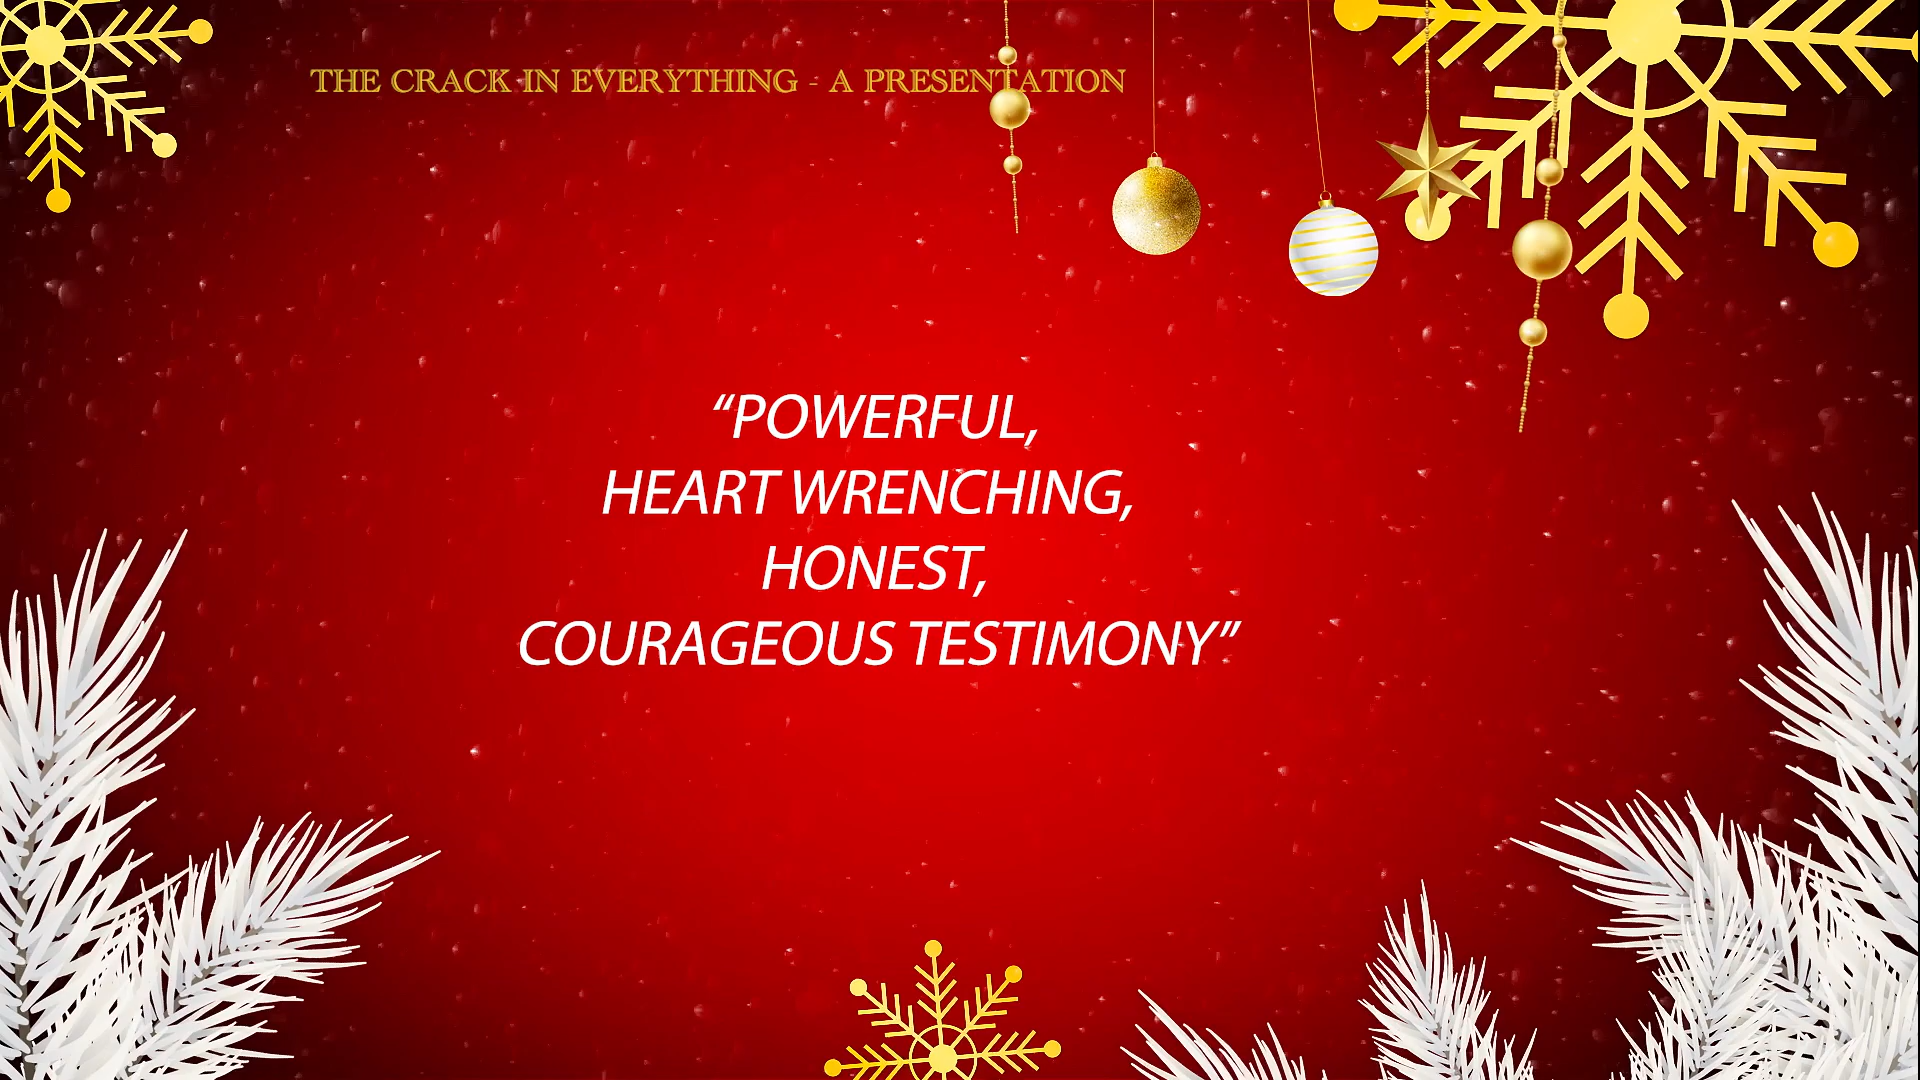 THE CRACK IN EVERYTHING - A PRESENTATION
“POWERFUL,
HEART WRENCHING,
HONEST,
COURAGEOUS TESTIMONY”